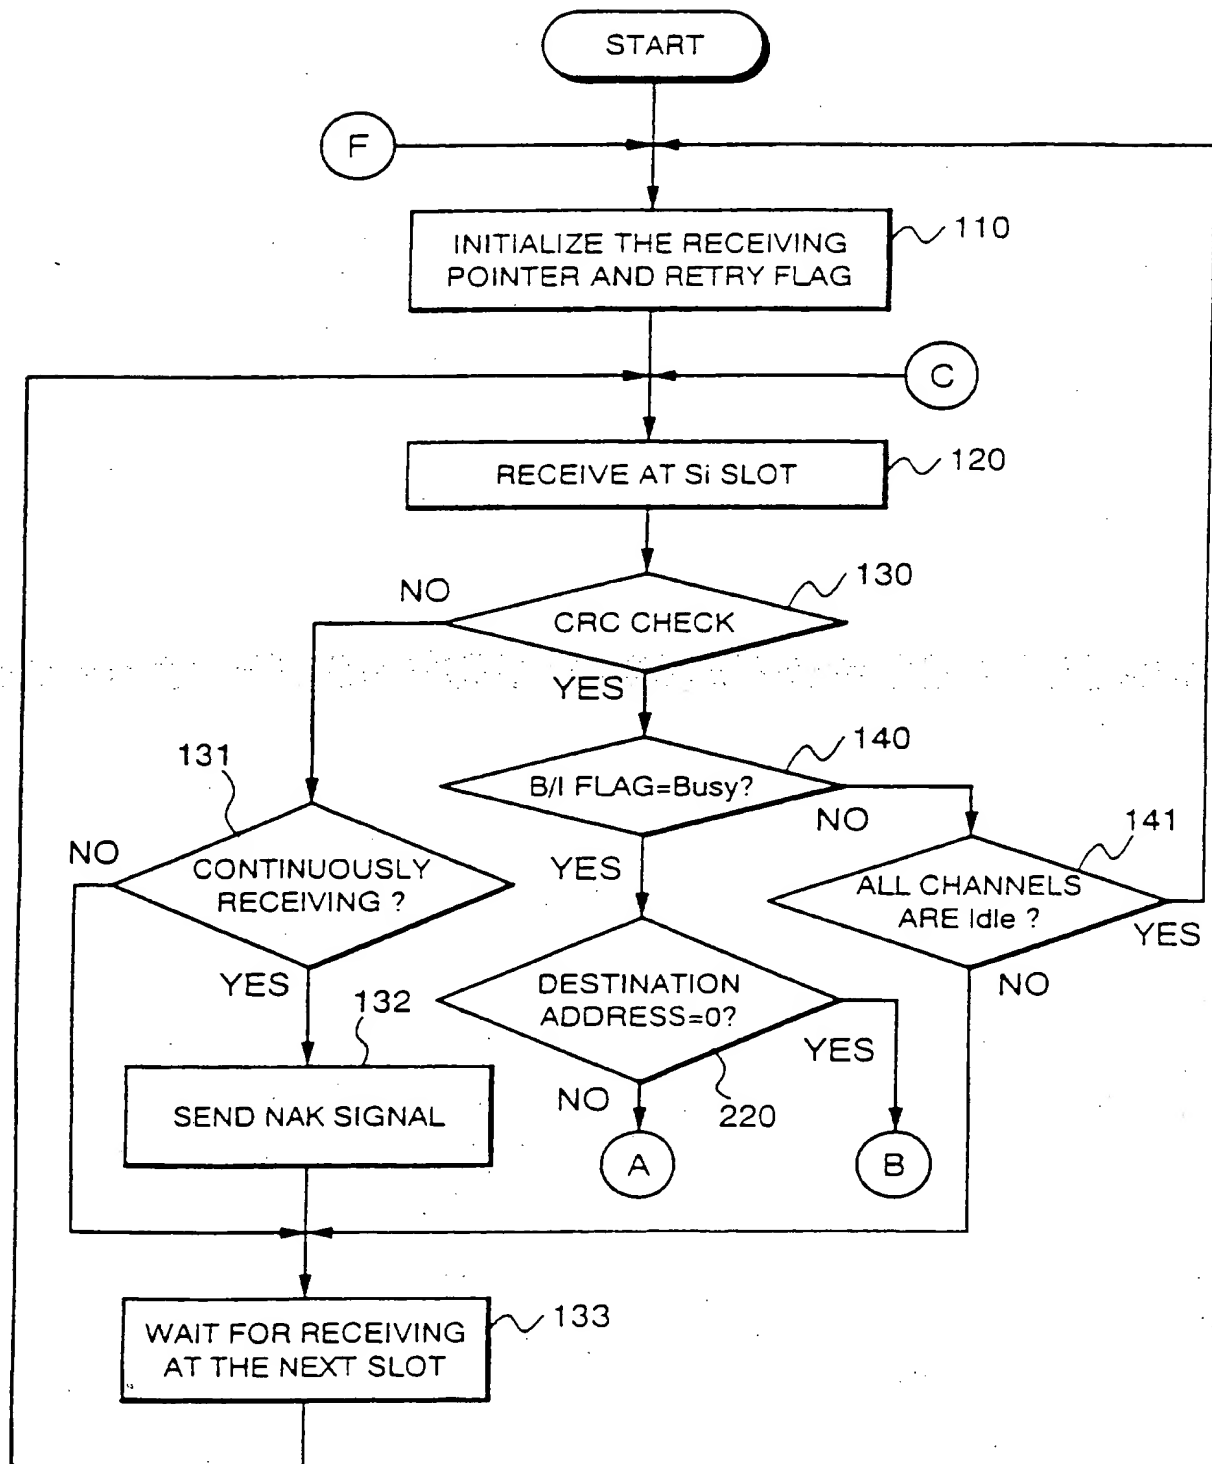 START
F
INITIALIZE THE RECEIVING
POINTER AND RETRY FLAG
110
C
RECEIVE AT Si SLOT
120
NO
CRC CHECK
130
YES
131
B/I FLAG=Busy?
140
NO
141
NO
CONTINUOUSLY
RECEIVING ?
YES
ALL CHANNELS
ARE Idle ?
YES
YES
132
DESTINATION
ADDRESS=0?
YES
NO
SEND NAK SIGNAL
NO
220
A
B
WAIT FOR RECEIVING
AT THE NEXT SLOT
133